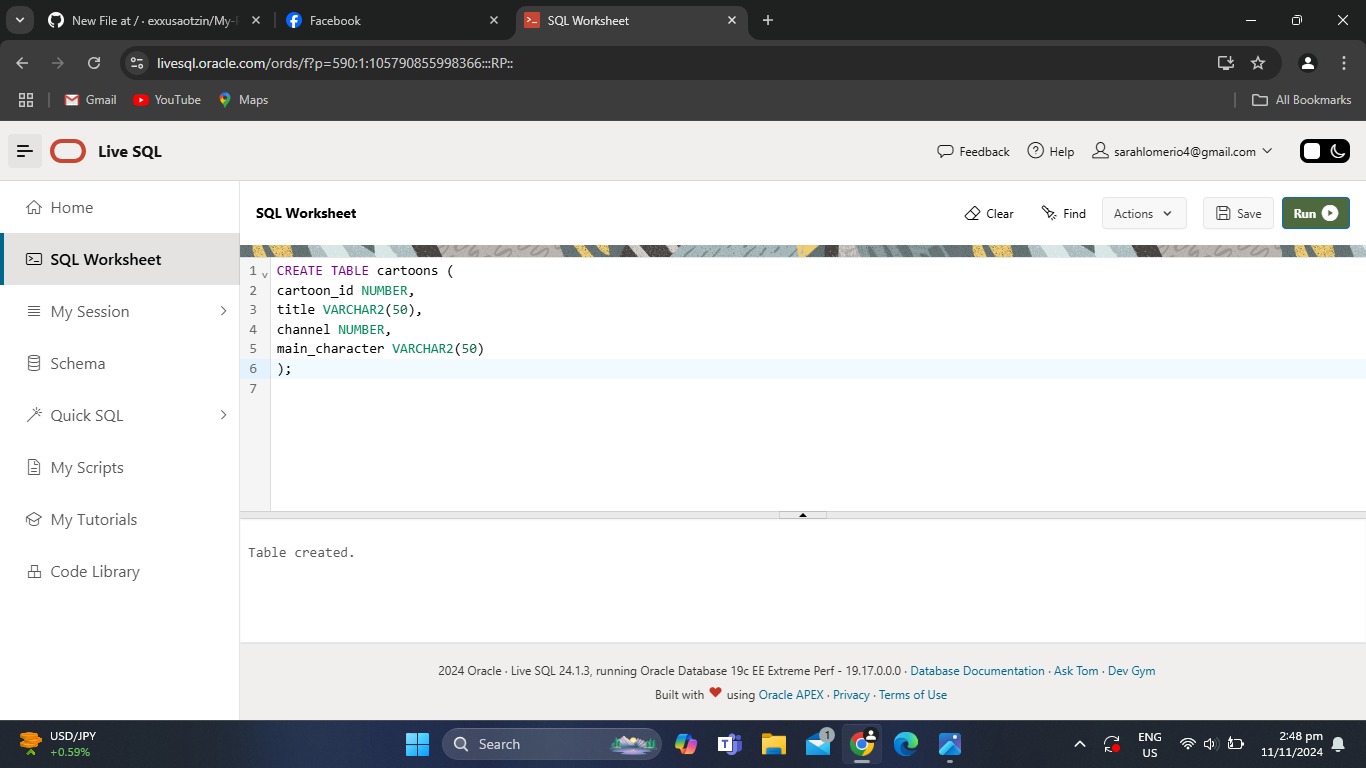 New File at / · exxusaotzin/My-
Facebook
SQL Worksheet
livesql.oracle.com/ords/f?p=590:1:105790855998366:::RP::
Gmail
YouTube
Maps
All Bookmarks
Live SQL
Feedback
Help
sarahlomerio4@gmail.com
Home
SQL Worksheet
My Session
Schema
Quick SQL
My Scripts
My Tutorials
Code Library
SQL Worksheet
Clear
Find
Actions
Save
Run
1 CREATE TABLE cartoons (
2 cartoon_id NUMBER,
3 title VARCHAR2(50),
4 channel NUMBER,
5 main_character VARCHAR2(50)
6 );
7
Table created.
2024 Oracle · Live SQL 24.1.3, running Oracle Database 19c EE Extreme Perf - 19.17.0.0.0 · Database Documentation · Ask Tom · Dev Gym
Built with ❤ using Oracle APEX · Privacy · Terms of Use
USD/JPY
+0.59%
Search
1
ENG
US
2:48 pm
11/11/2024